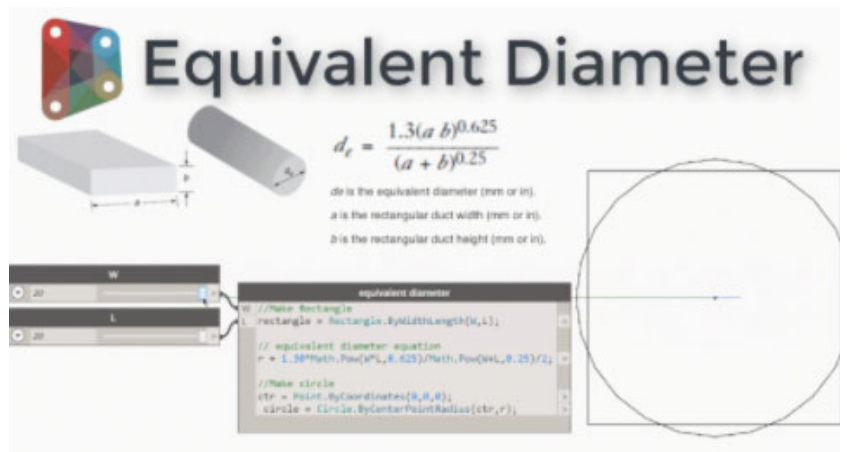 Equivalent Diameter
d_e = 1.3(a b)^0.625 / (a + b)^0.25
b
a
d_e
de is the equivalent diameter (mm or in).
a is the rectangular duct width (mm or in).
b is the rectangular duct height (mm or in).
W
20
L
20
equivalent diameter
W //Make Rectangle
L rectangle = Rectangle.ByWidthLength(W,L);
// equivalent diameter equation
r = 1.30*Math.Pow(W*L,0.625)/Math.Pow(W+L,0.25)/2;
//Make circle
ctr = Point.ByCoordinates(0,0,0);
circle = Circle.ByCenterPointRadius(ctr,r);